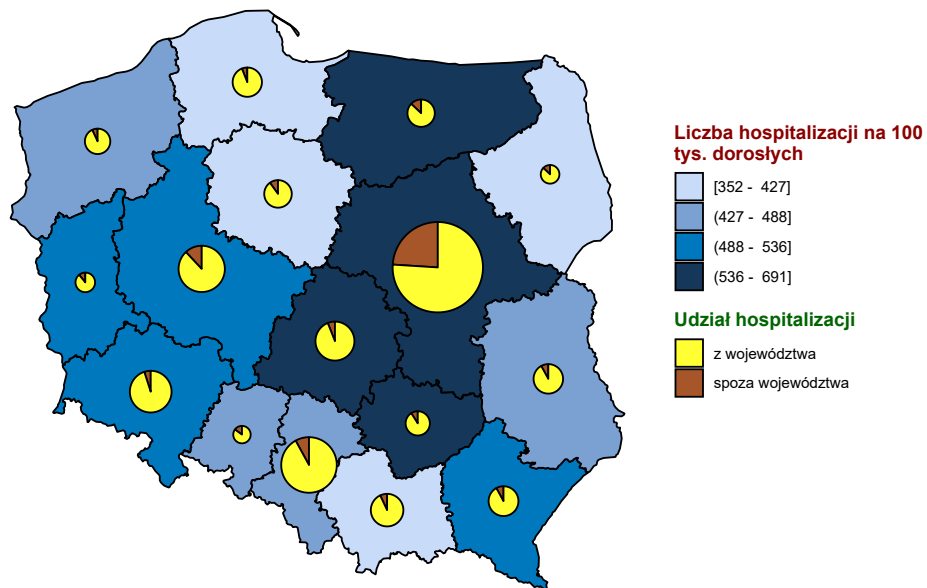 Liczba hospitalizacji na 100
tys. dorosłych
[352 - 427]
(427 - 488]
(488 - 536]
(536 - 691]
Udział hospitalizacji
z województwa
spoza województwa